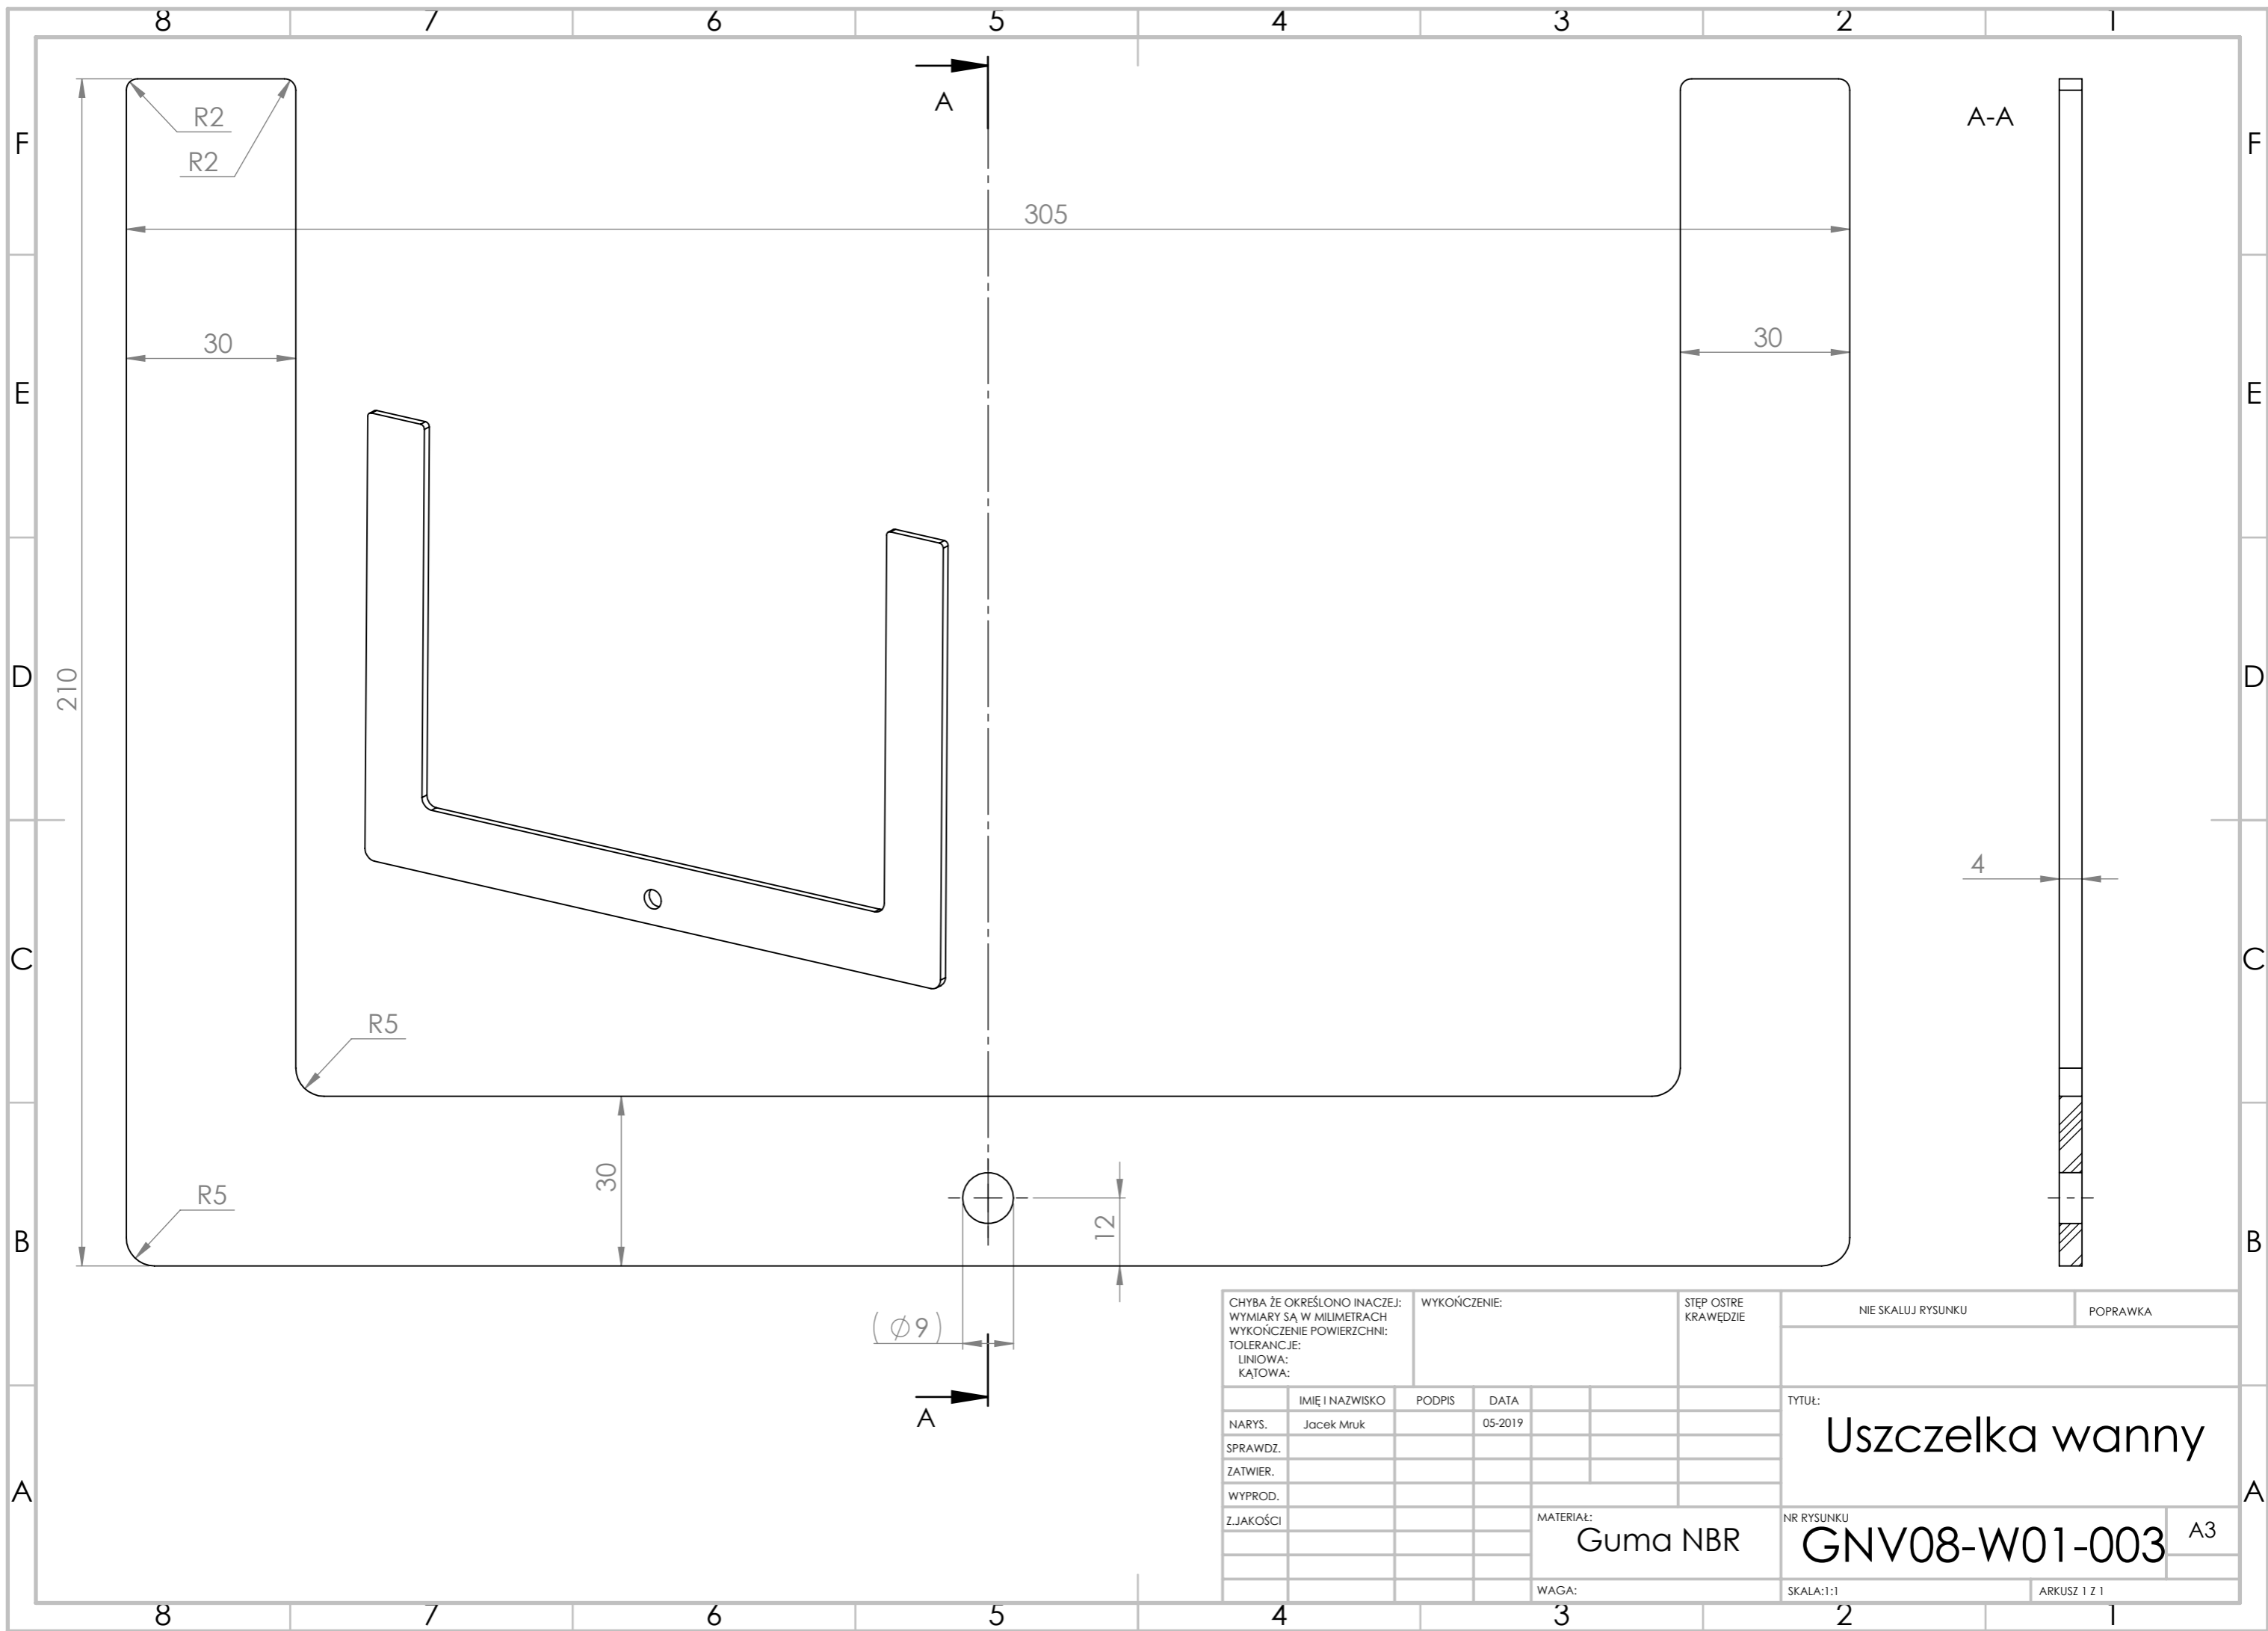 8 7 6 5 4 3 2 1
A
A-A
R2
R2
F F
305
30 30
E E
210
D D
4
C C
R5
R5
30
12
B B
( ∅9 )
A
CHYBA ŻE OKREŚLONO INACZEJ:
WYMIARY SĄ W MILIMETRACH
WYKOŃCZENIE POWIERZCHNI:
TOLERANCJE:
LINIOWA:
KĄTOWA:
WYKOŃCZENIE:
STĘP OSTRE
KRAWĘDZIE
NIE SKALUJ RYSUNKU
POPRAWKA
IMIĘ I NAZWISKO PODPIS DATA
NARYS. Jacek Mruk 05-2019
SPRAWDZ.
ZATWIER.
WYPROD.
Z.JAKOŚCI
TYTUŁ:
Uszczelka wanny
MATERIAŁ:
Guma NBR
NR RYSUNKU
GNV08-W01-003
A3
WAGA:
SKALA:1:1
ARKUSZ 1 Z 1
A A
8 7 6 5 4 3 2 1